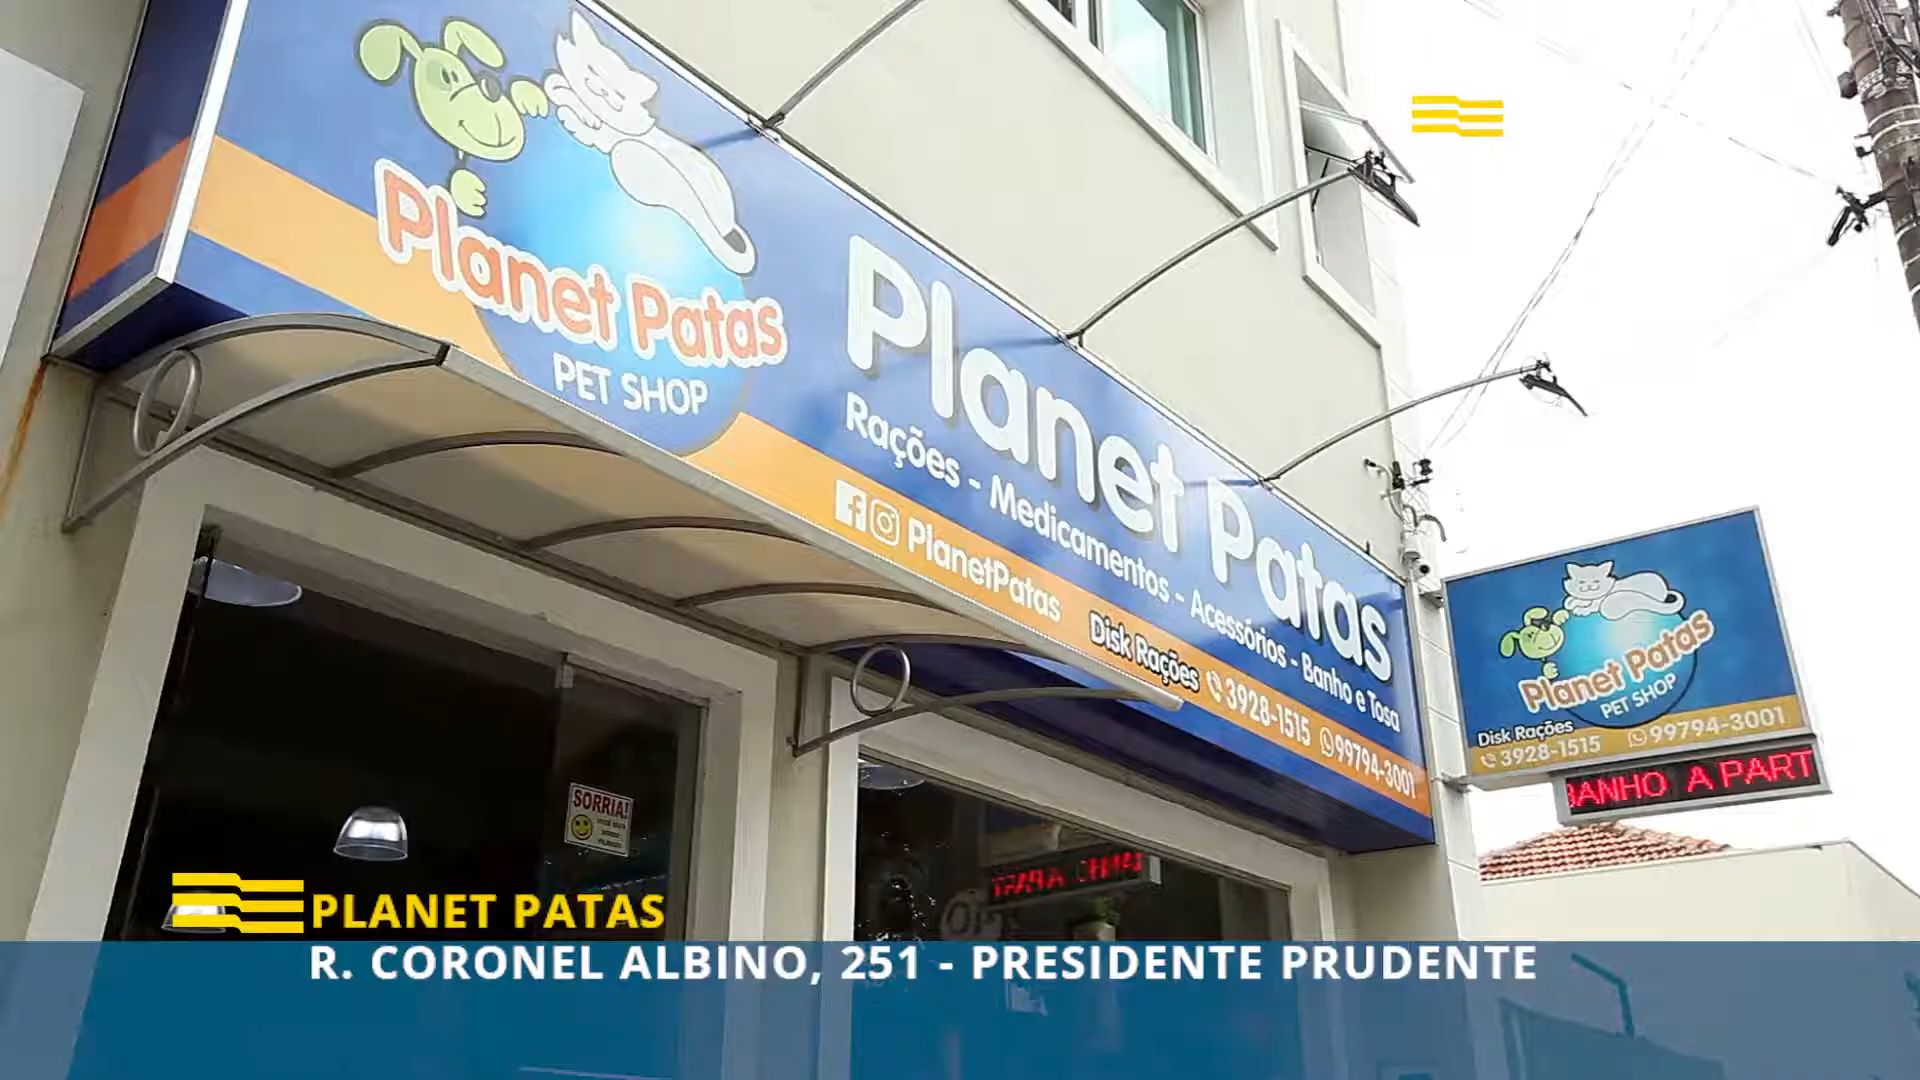 Planet Patas
PET SHOP
Planet Patas
Rações - Medicamentos - Acessórios - Banho e Tosa
PlanetPatas
Disk Rações 3928-1515 99794-3001
Planet Patas
PET SHOP
Disk Rações
3928-1515 99794-3001
BANHO A PART
SORRIA!
PLANET PATAS
R. CORONEL ALBINO, 251 - PRESIDENTE PRUDENTE